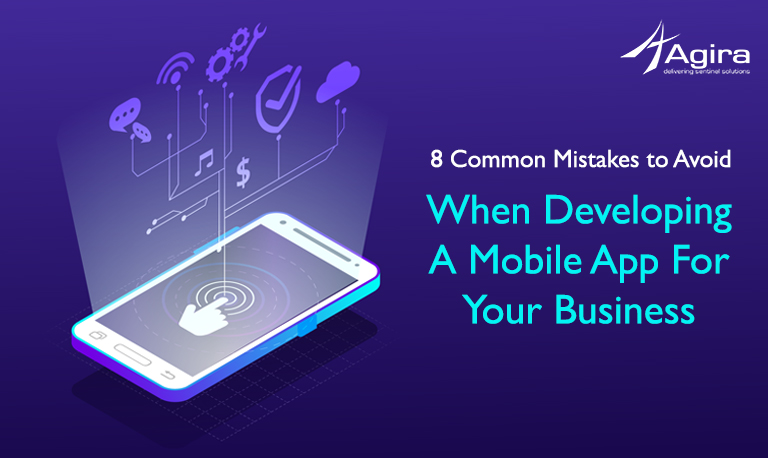 Agira
delivering sentinel solutions
8 Common Mistakes to Avoid
When Developing
A Mobile App For
Your Business
$